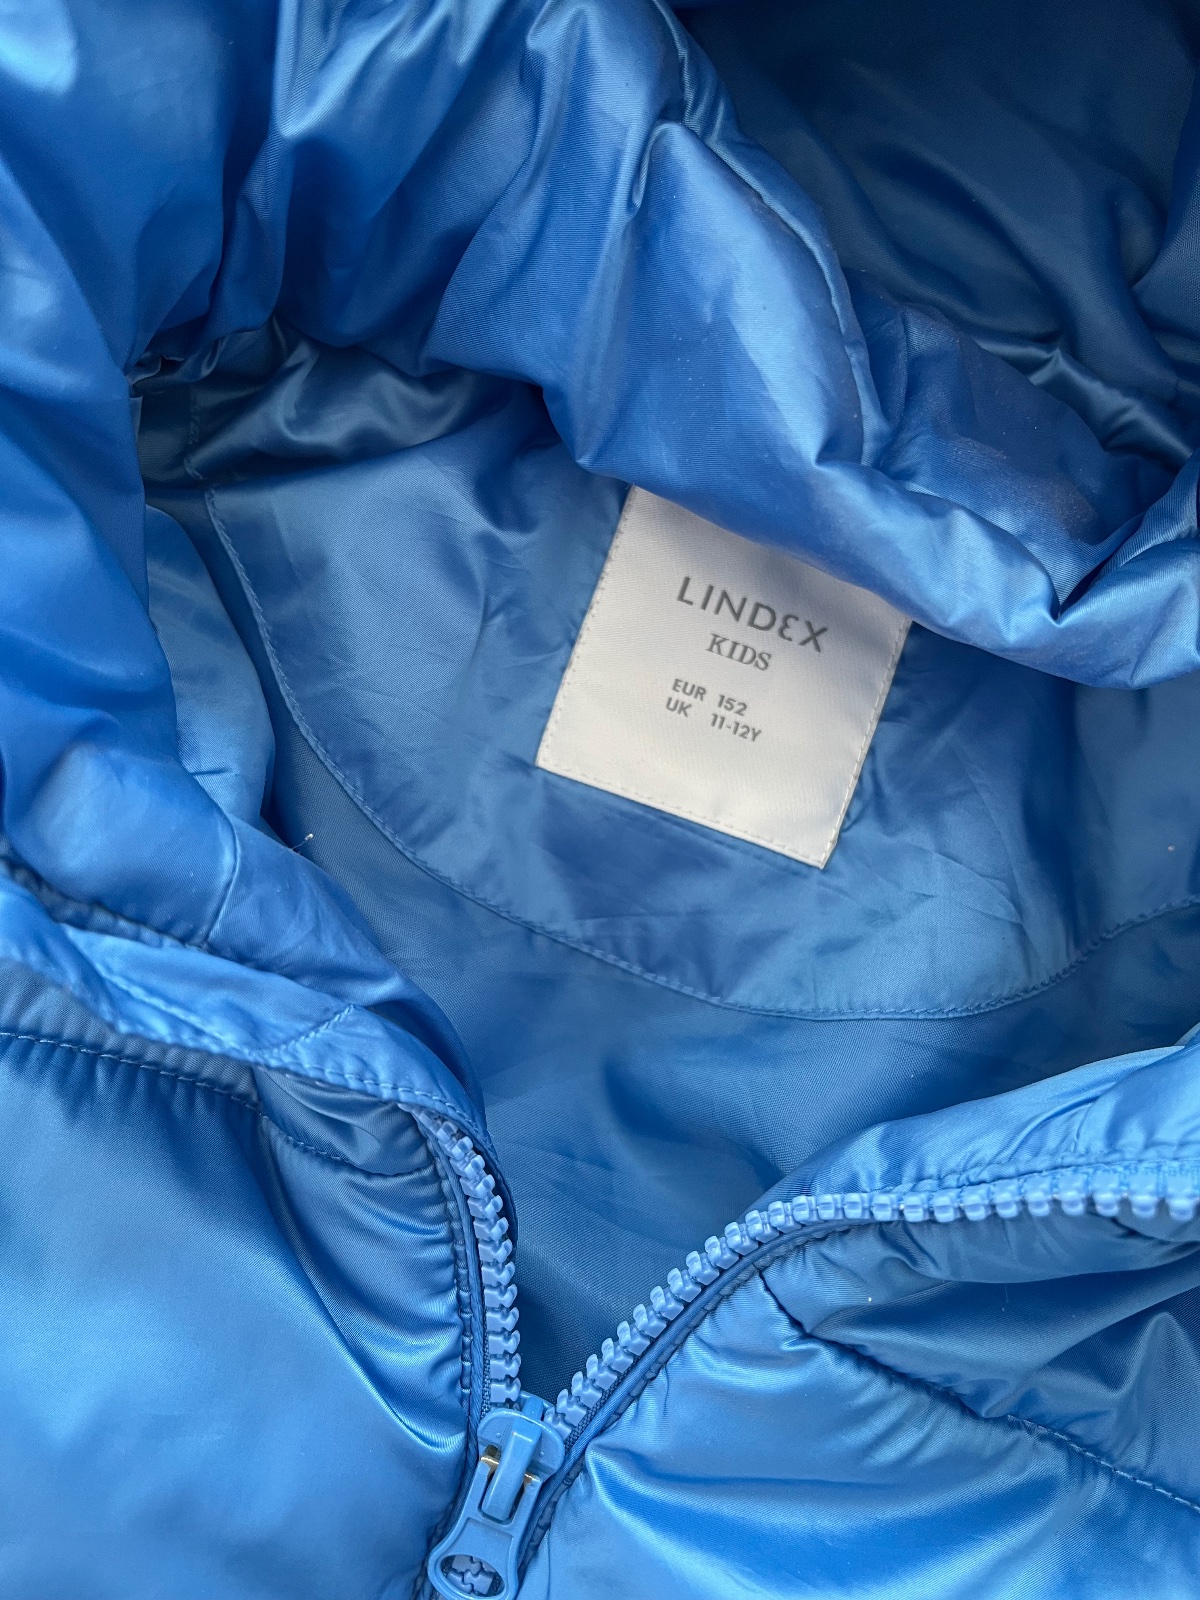 LINDEX
KIDS
EUR 152
UK 11-12Y